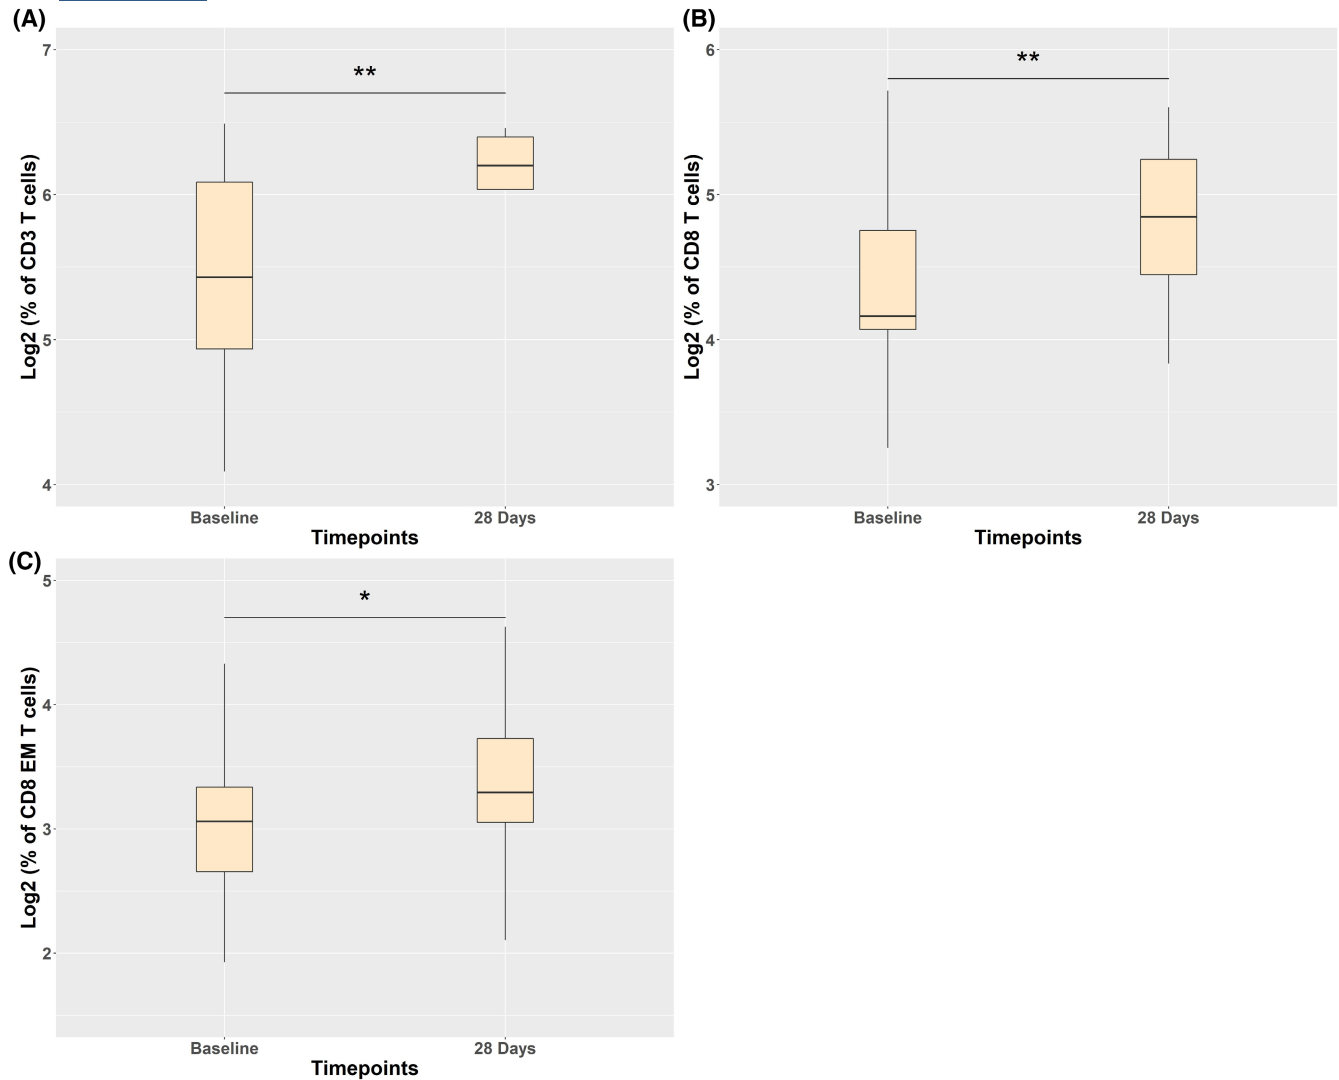 (A)
Log2 (% of CD3 T cells)
7
6
5
4
**
Baseline
28 Days
Timepoints
(B)
Log2 (% of CD8 T cells)
6
5
4
3
**
Baseline
28 Days
Timepoints
(C)
Log2 (% of CD8 EM T cells)
5
4
3
2
*
Baseline
28 Days
Timepoints